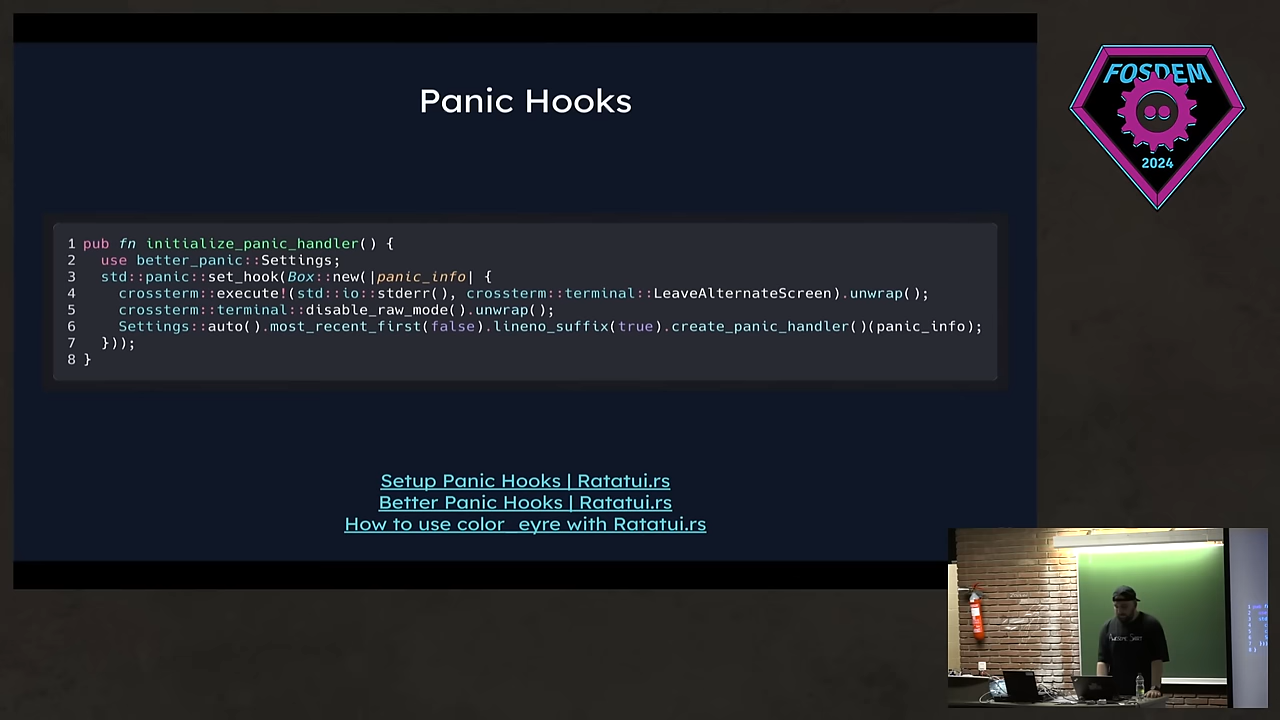 Panic Hooks
1 pub fn initialize_panic_handler() {
2   use better_panic::Settings;
3   std::panic::set_hook(Box::new(|panic_info| {
4     crossterm::execute!(std::io::stderr(), crossterm::terminal::LeaveAlternateScreen).unwrap();
5     crossterm::terminal::disable_raw_mode().unwrap();
6     Settings::auto().most_recent_first(false).lineno_suffix(true).create_panic_handler()(panic_info);
7   }));
8 }
Setup Panic Hooks | Ratatui.rs
Better Panic Hooks | Ratatui.rs
How to use color_eyre with Ratatui.rs
FOSDEM
2024
Awesome Shirt